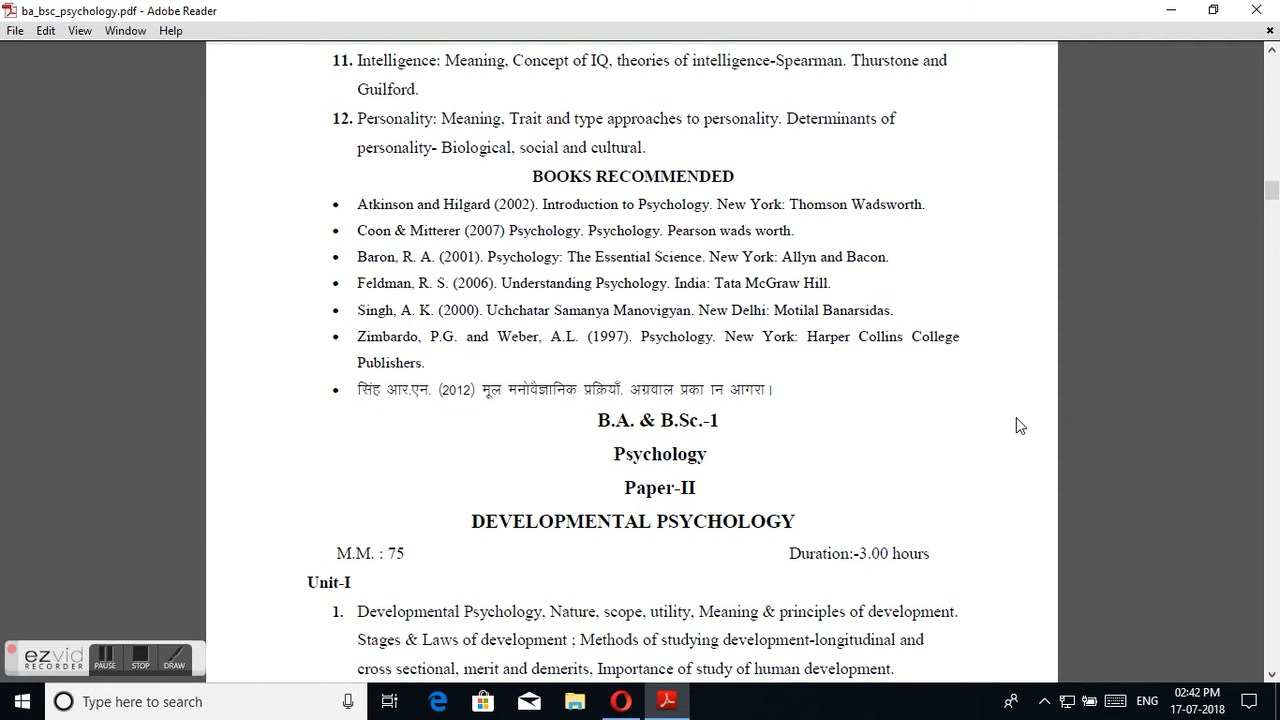 ba_bsc_psychology.pdf - Adobe Reader
File Edit View Window Help
11. Intelligence: Meaning, Concept of IQ, theories of intelligence-Spearman. Thurstone and
Guilford.
12. Personality: Meaning, Trait and type approaches to personality. Determinants of
personality- Biological, social and cultural.
BOOKS RECOMMENDED
• Atkinson and Hilgard (2002). Introduction to Psychology. New York: Thomson Wadsworth.
• Coon & Mitterer (2007) Psychology. Psychology. Pearson wads worth.
• Baron, R. A. (2001). Psychology: The Essential Science. New York: Allyn and Bacon.
• Feldman, R. S. (2006). Understanding Psychology. India: Tata McGraw Hill.
• Singh, A. K. (2000). Uchchatar Samanya Manovigyan. New Delhi: Motilal Banarsidas.
• Zimbardo, P.G. and Weber, A.L. (1997). Psychology. New York: Harper Collins College
Publishers.
• सिंह आर.एन. (2012) मूल मनोवैज्ञानिक प्रक्रियाँ. अग्रवाल प्रका ान आगरा।
B.A. & B.Sc.-1
Psychology
Paper-II
DEVELOPMENTAL PSYCHOLOGY
M.M. : 75 Duration:-3.00 hours
Unit-I
1. Developmental Psychology, Nature, scope, utility, Meaning & principles of development.
Stages & Laws of development ; Methods of studying development-longitudinal and
cross sectional, merit and demerits, Importance of study of human development.
ezvid
RECORDER
PAUSE STOP DRAW
Type here to search
ENG
02:42 PM
17-07-2018